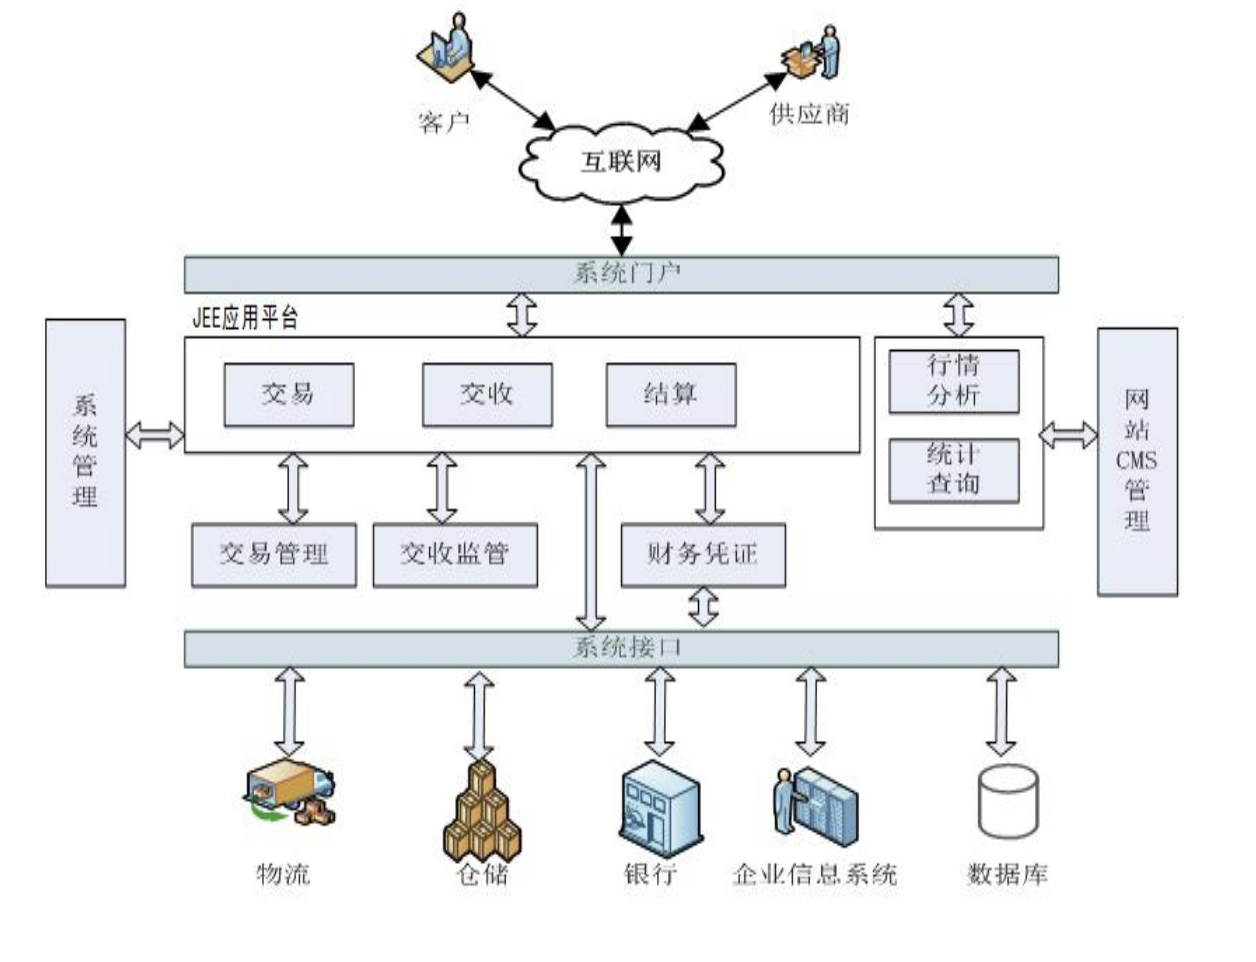 客户
供应商
互联网
系统门户
JEE应用平台
系
统
管
理
交易
交收
结算
行情
分析
统计
查询
网
站
CMS
管
理
交易管理
交收监管
财务凭证
系统接口
物流
仓储
银行
企业信息系统
数据库